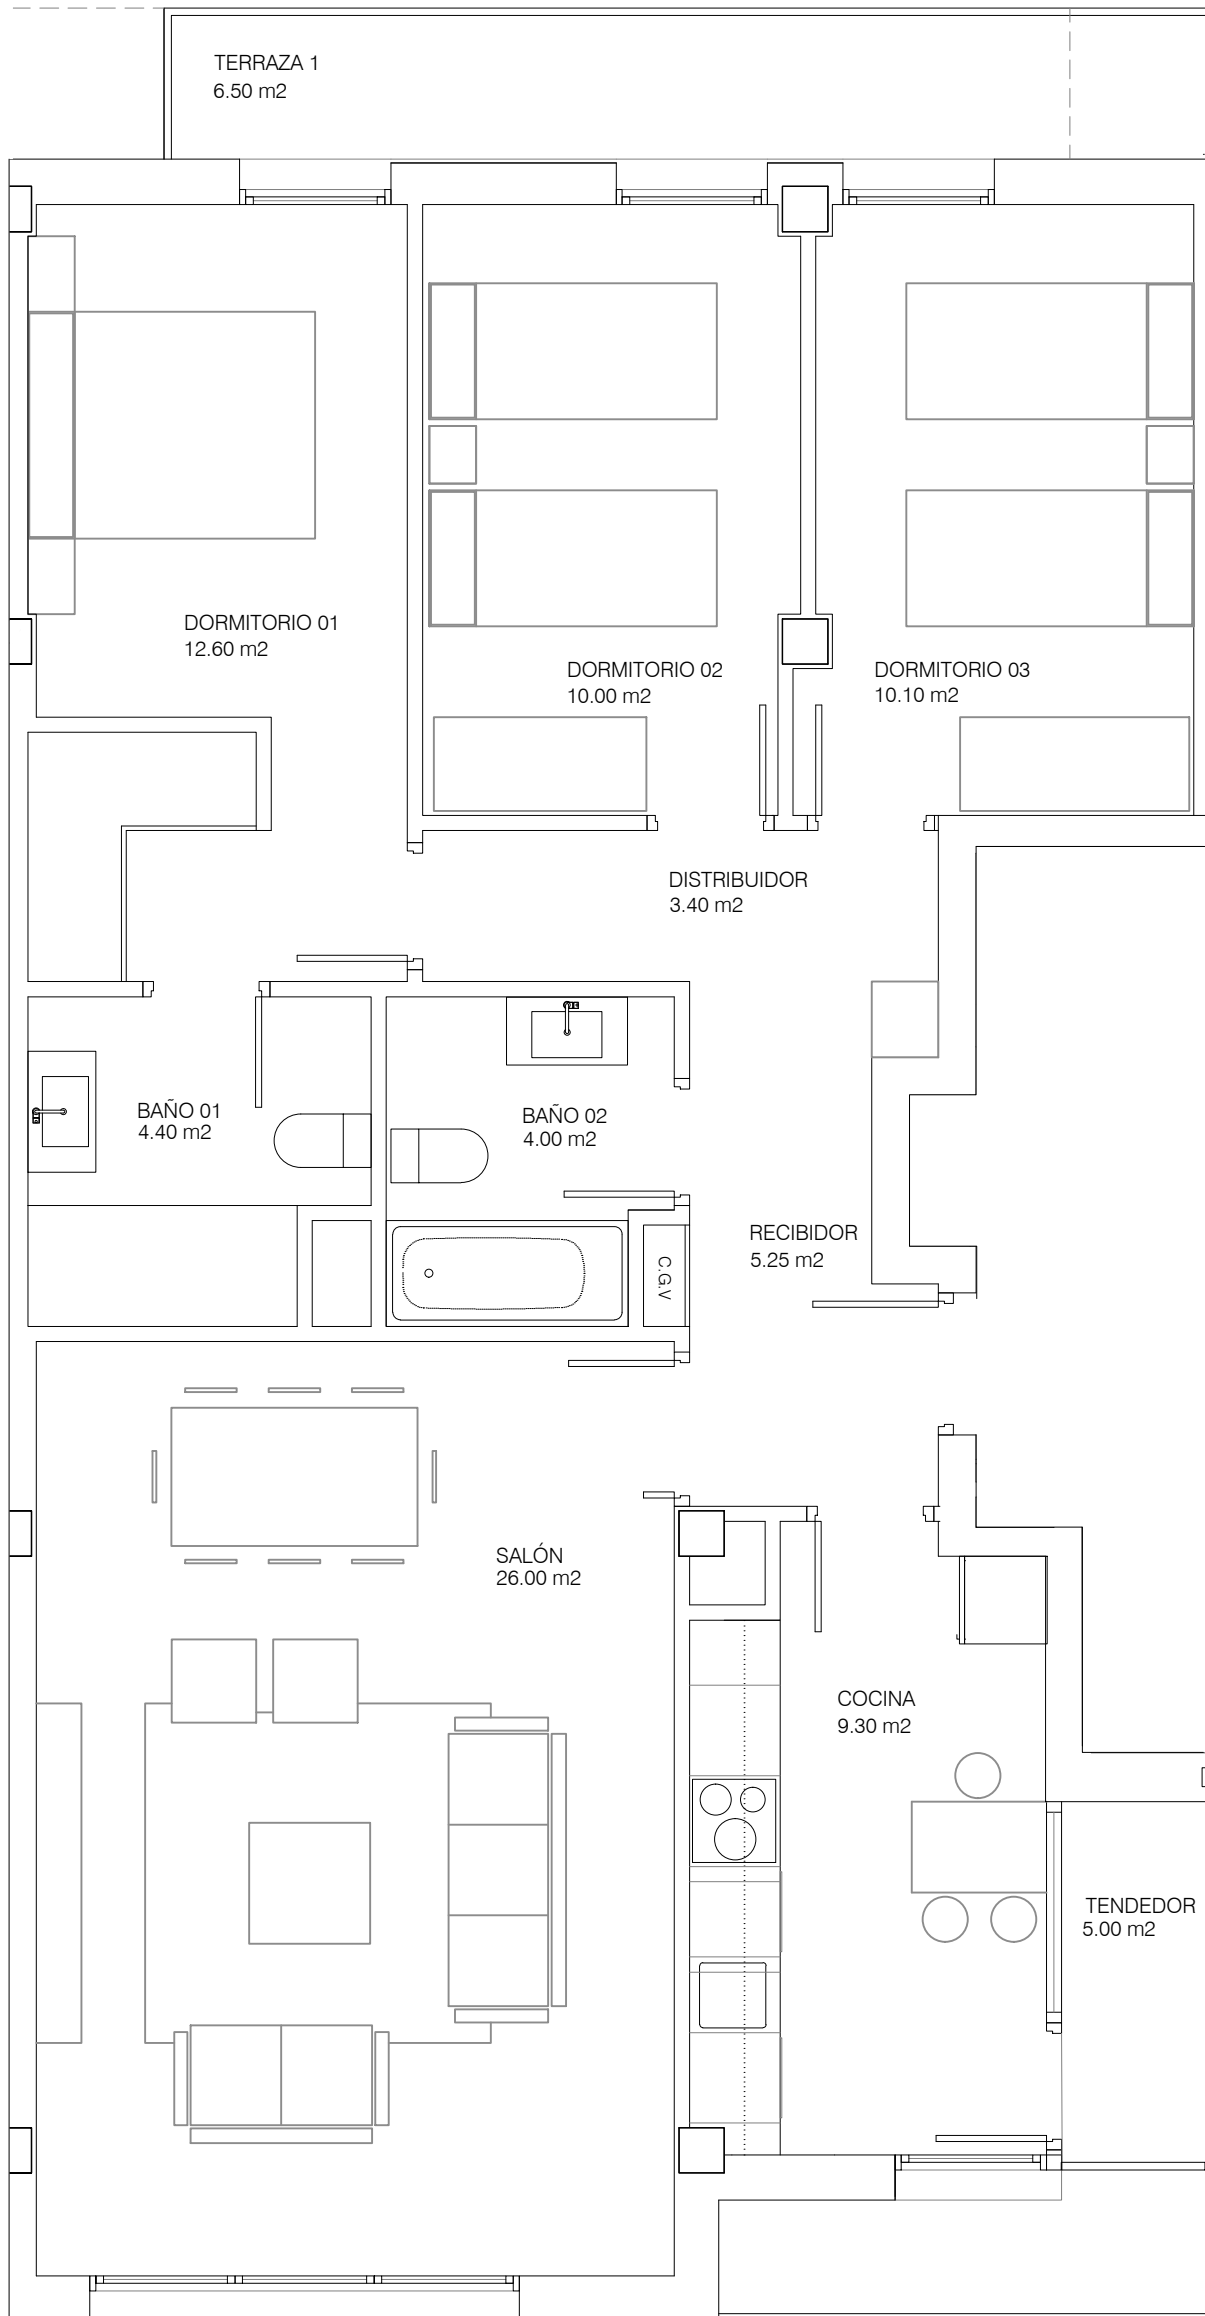 TERRAZA 1
6.50 m2
DORMITORIO 01
12.60 m2
DORMITORIO 02
10.00 m2
DORMITORIO 03
10.10 m2
DISTRIBUIDOR
3.40 m2
BAÑO 01
4.40 m2
BAÑO 02
4.00 m2
RECIBIDOR
5.25 m2
C.G.V
SALÓN
26.00 m2
COCINA
9.30 m2
TENDEDOR
5.00 m2